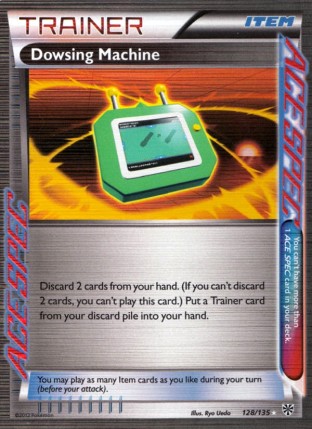 TRAINER
ITEM
Dowsing Machine
ACE SPEC
ACE SPEC
You can't have more than
1 ACE SPEC card in your deck.
Discard 2 cards from your hand. (If you can't discard
2 cards, you can't play this card.) Put a Trainer card
from your discard pile into your hand.
You may play as many Item cards as you like during your turn
(before your attack).
©2012 Pokémon
Illus. Ryo Ueda
128/135